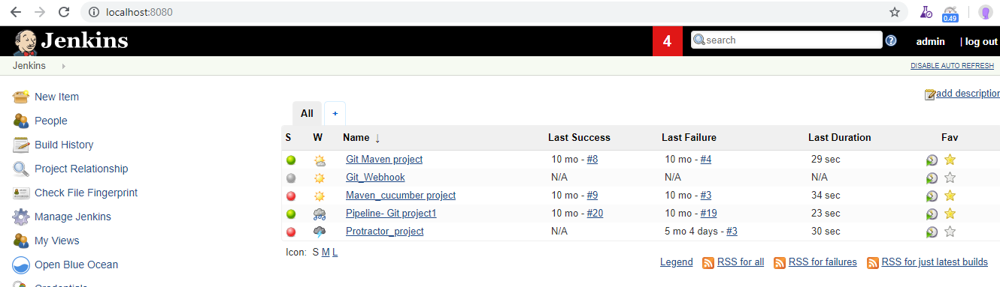 localhost:8080
0.49
Jenkins
4
search
?
admin
| log out
Jenkins
DISABLE AUTO REFRESH
New Item
People
Build History
Project Relationship
Check File Fingerprint
Manage Jenkins
My Views
Open Blue Ocean
Credentials
add description
All +
S W Name ↓ Last Success Last Failure Last Duration Fav
Git Maven project 10 mo - #8 10 mo - #4 29 sec
Git_Webhook N/A N/A N/A
Maven_cucumber project 10 mo - #9 10 mo - #3 34 sec
Pipeline- Git project1 10 mo - #20 10 mo - #19 23 sec
Protractor_project N/A 5 mo 4 days - #3 30 sec
Icon: S M L
Legend RSS for all RSS for failures RSS for just latest builds